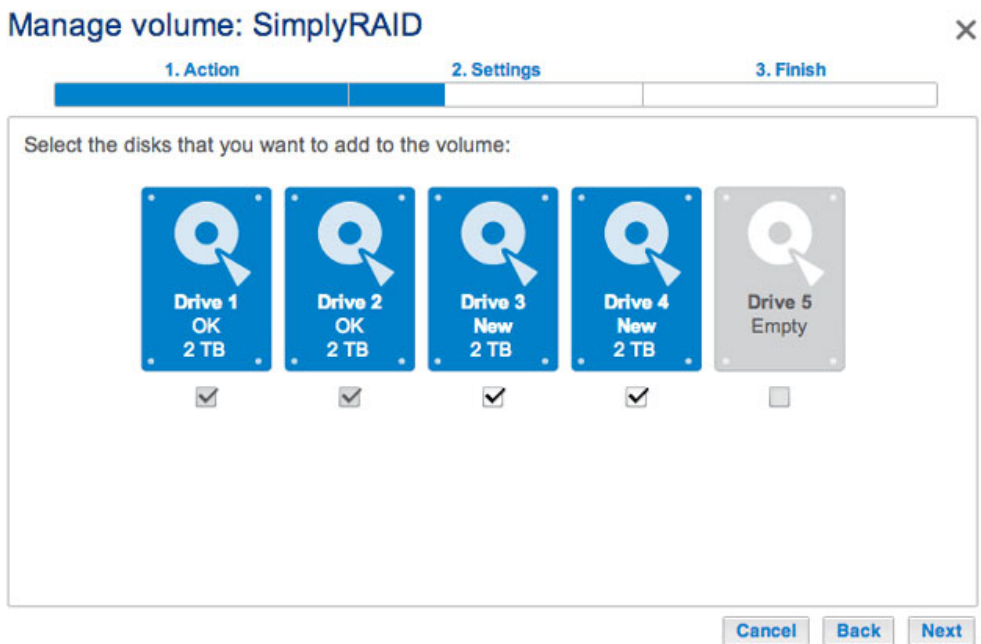 Manage volume: SimplyRAID
1. Action 2. Settings 3. Finish
Select the disks that you want to add to the volume:
Drive 1 Drive 2 Drive 3 Drive 4 Drive 5
OK OK New New Empty
2 TB 2 TB 2 TB 2 TB
Cancel Back Next